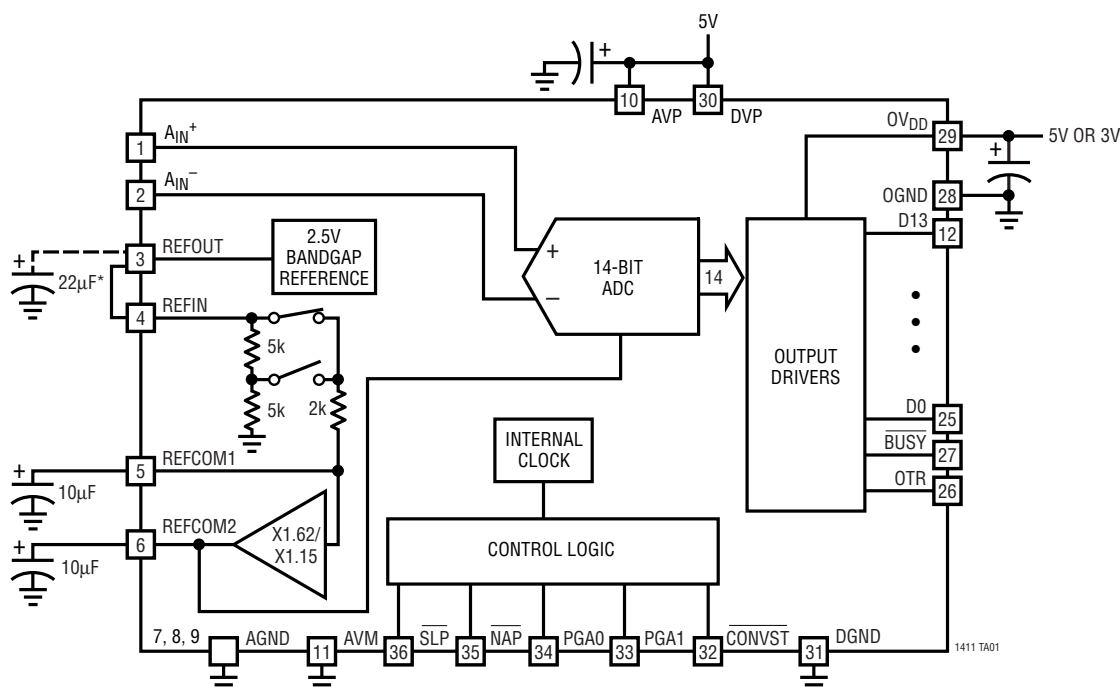 5V
10
30
AVP
DVP
1
A_IN+
2
A_IN–
OV_DD
29
5V OR 3V
+
OGND
28
D13
12
3
REFOUT
2.5V
BANDGAP
REFERENCE
+
22µF*
4
REFIN
+
–
14-BIT
ADC
14
OUTPUT
DRIVERS
5k
5k
2k
D0
25
BUSY
27
OTR
26
INTERNAL
CLOCK
5
REFCOM1
+
10µF
6
REFCOM2
+
10µF
X1.62/
X1.15
CONTROL LOGIC
7, 8, 9
AGND
11
AVM
36
SLP
35
NAP
34
PGA0
33
PGA1
32
CONVST
31
DGND
1411 TA01
+